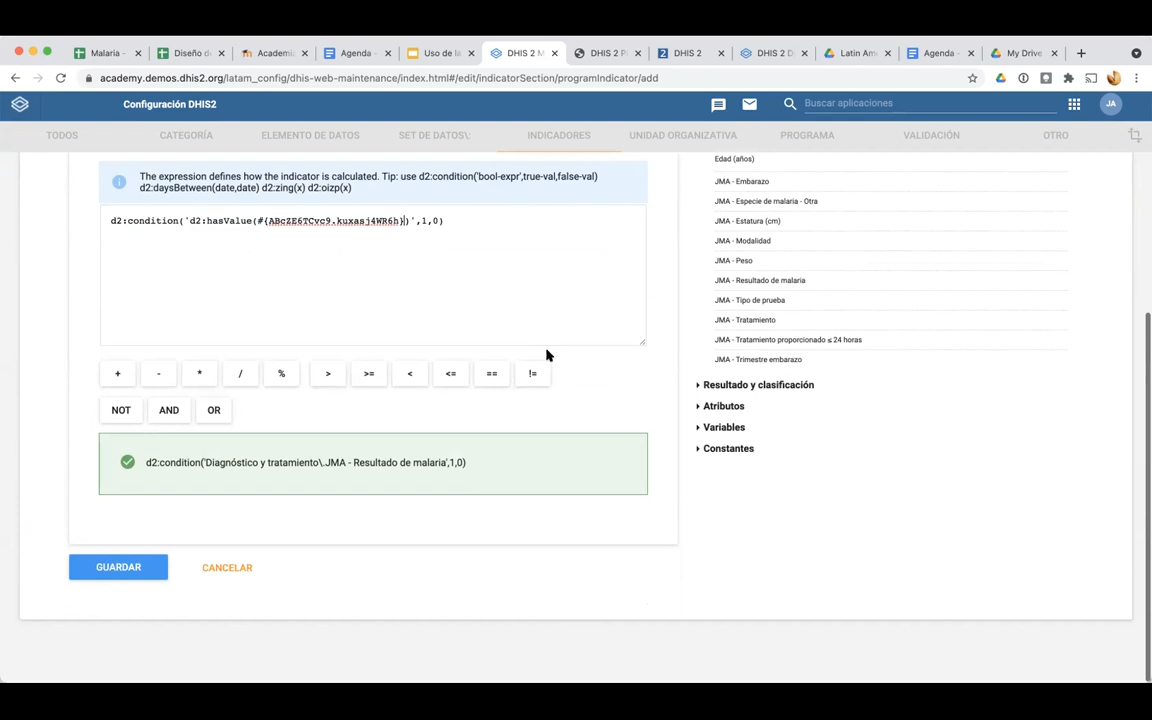 Malaria -
Diseño de
Academi
Agenda -
Uso de la
DHIS 2 M
DHIS 2 P
DHIS 2
DHIS 2 D
Latin Am
Agenda -
My Drive
academy.demos.dhis2.org/latam_config/dhis-web-maintenance/index.html#/edit/indicatorSection/programIndicator/add
Configuración DHIS2
Buscar aplicaciones
JA
TODOS
CATEGORÍA
ELEMENTO DE DATOS
SET DE DATOS\:
INDICADORES
UNIDAD ORGANIZATIVA
PROGRAMA
VALIDACIÓN
OTRO
The expression defines how the indicator is calculated. Tip: use d2:condition('bool-expr',true-val,false-val)
d2:daysBetween(date,date) d2:zing(x) d2:oizp(x)
d2:condition('d2:hasValue(#{ABcZE6TCvc9.kuxasj4WR6h})',1,0)
+
-
*
/
%
>
>=
<
<=
==
!=
NOT
AND
OR
d2:condition('Diagnóstico y tratamiento\.JMA - Resultado de malaria',1,0)
GUARDAR
CANCELAR
Edad (años)
JMA - Embarazo
JMA - Especie de malaria - Otra
JMA - Estatura (cm)
JMA - Modalidad
JMA - Peso
JMA - Resultado de malaria
JMA - Tipo de prueba
JMA - Tratamiento
JMA - Tratamiento proporcionado ≤ 24 horas
JMA - Trimestre embarazo
Resultado y clasificación
Atributos
Variables
Constantes